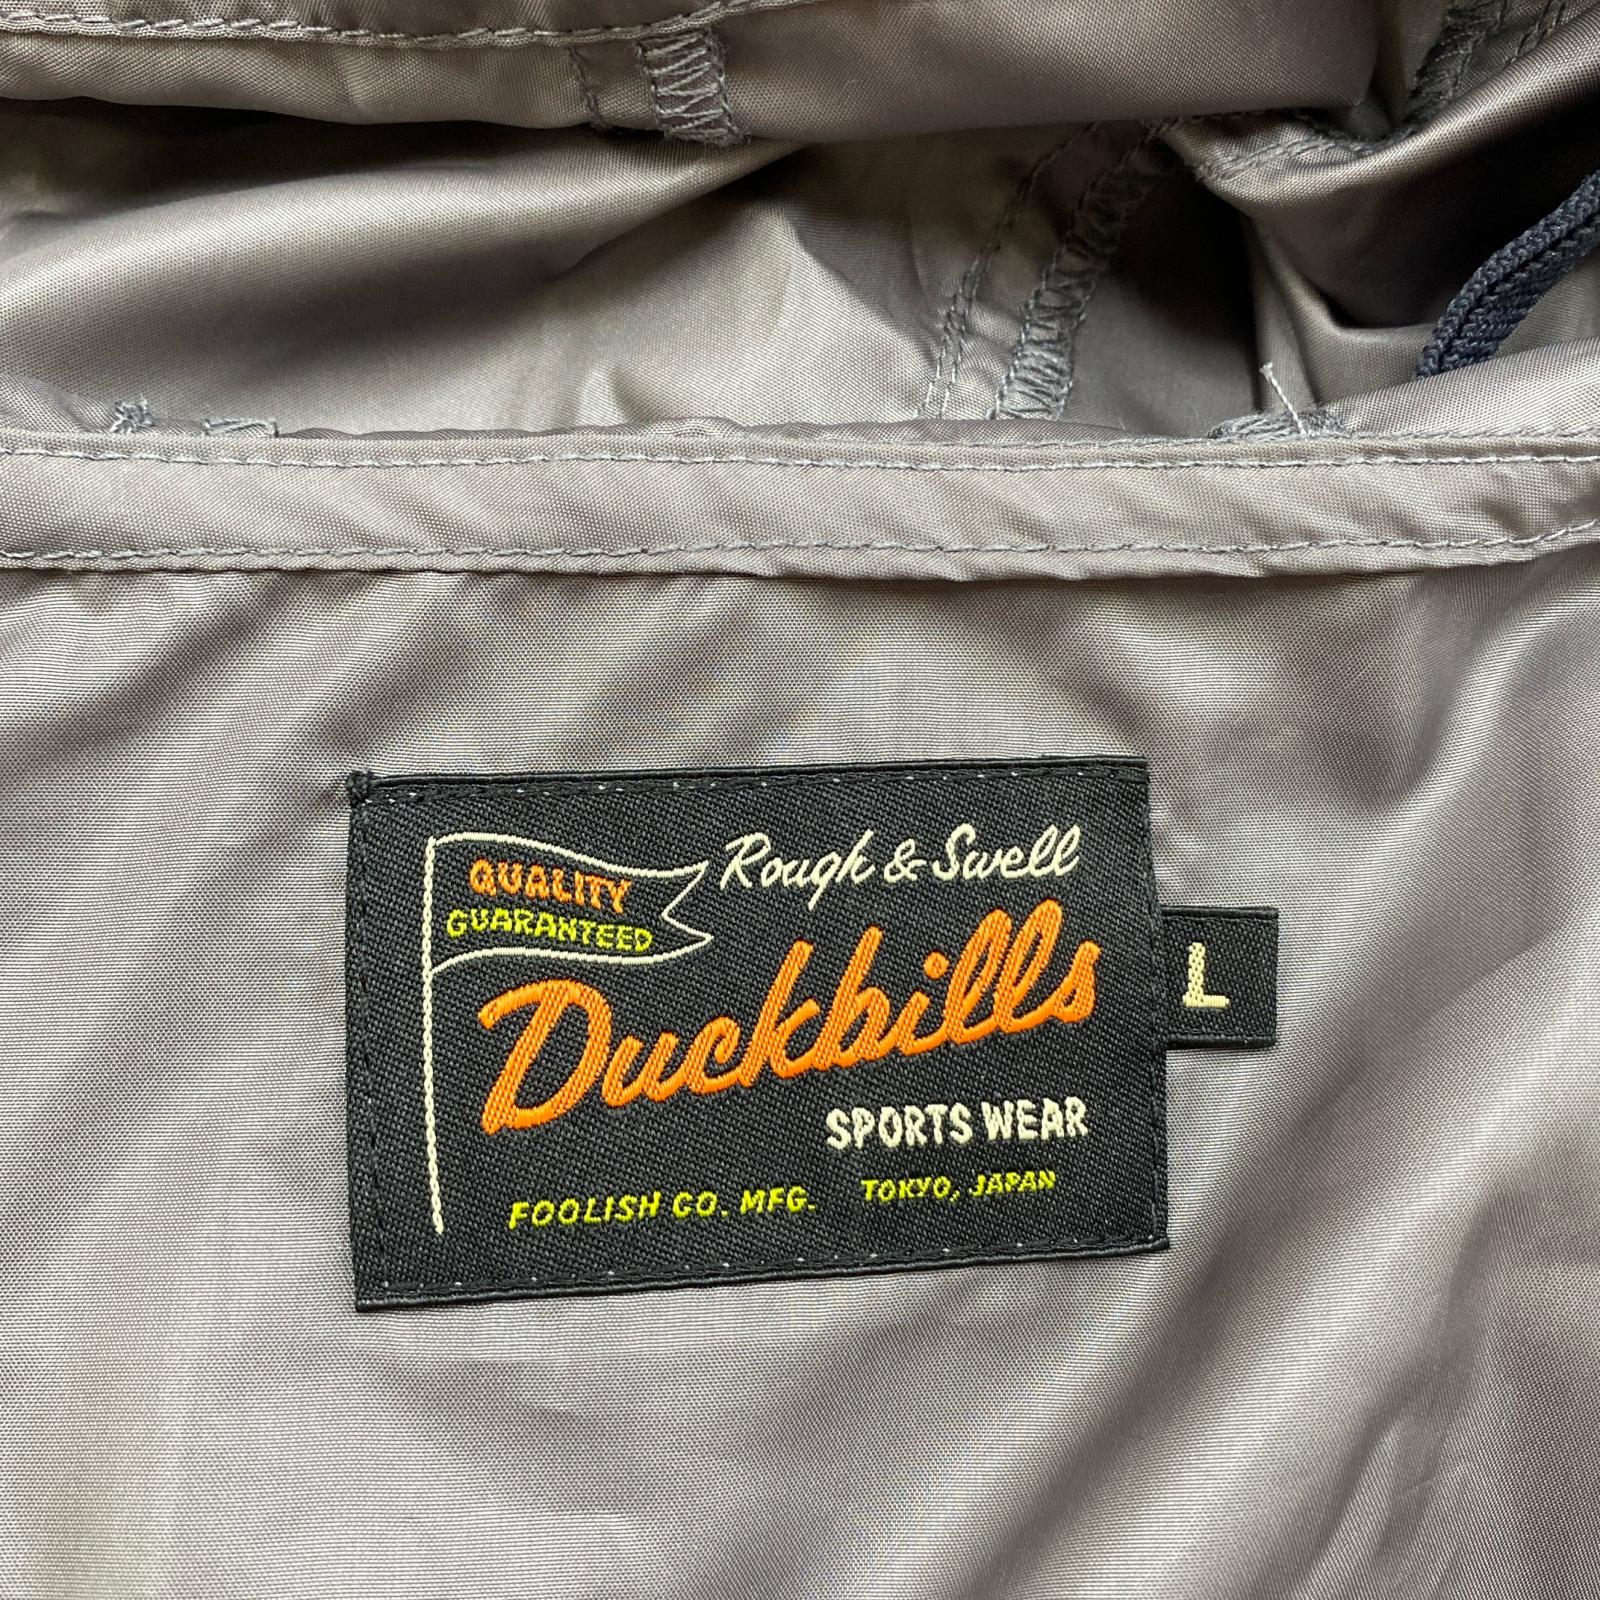 Rough & Swell
QUALITY
GUARANTEED
Duckbills
L
SPORTS WEAR
FOOLISH CO. MFG. TOKYO, JAPAN